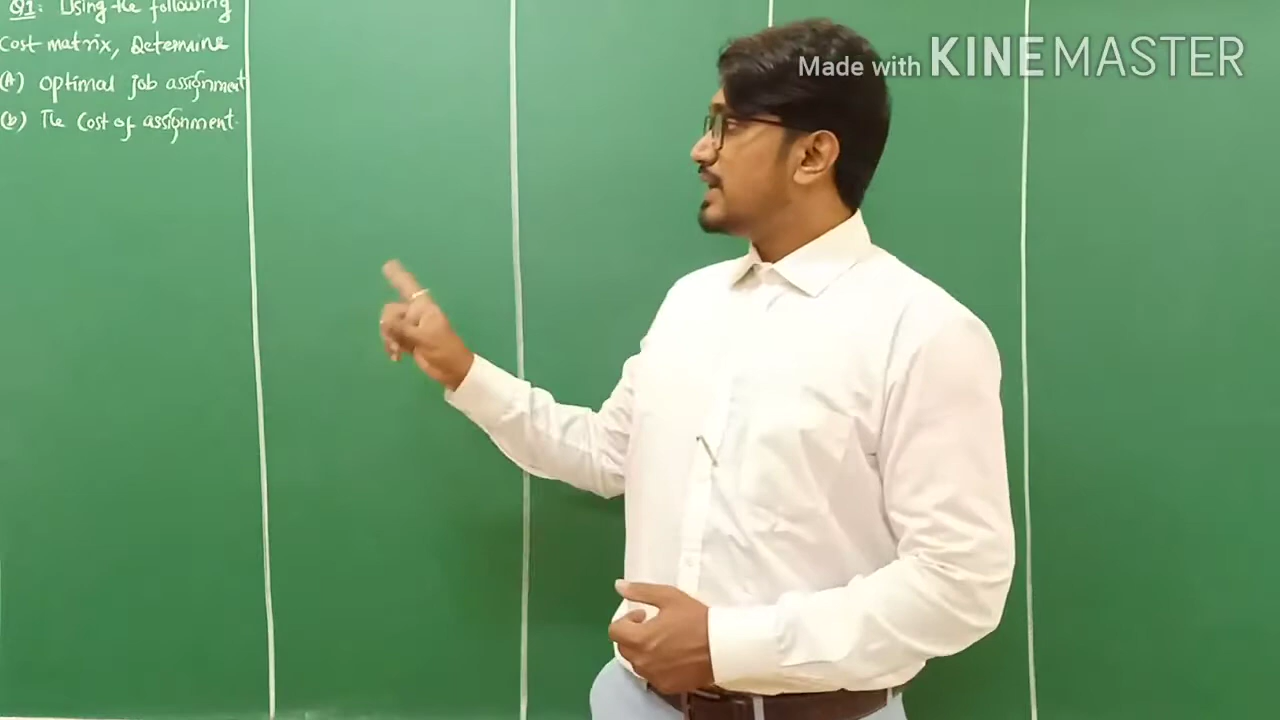 Q1: Using the following
Cost matrix, Determine
(a) optimal job assignment
(b) The Cost of assignment
Made with KINEMASTER